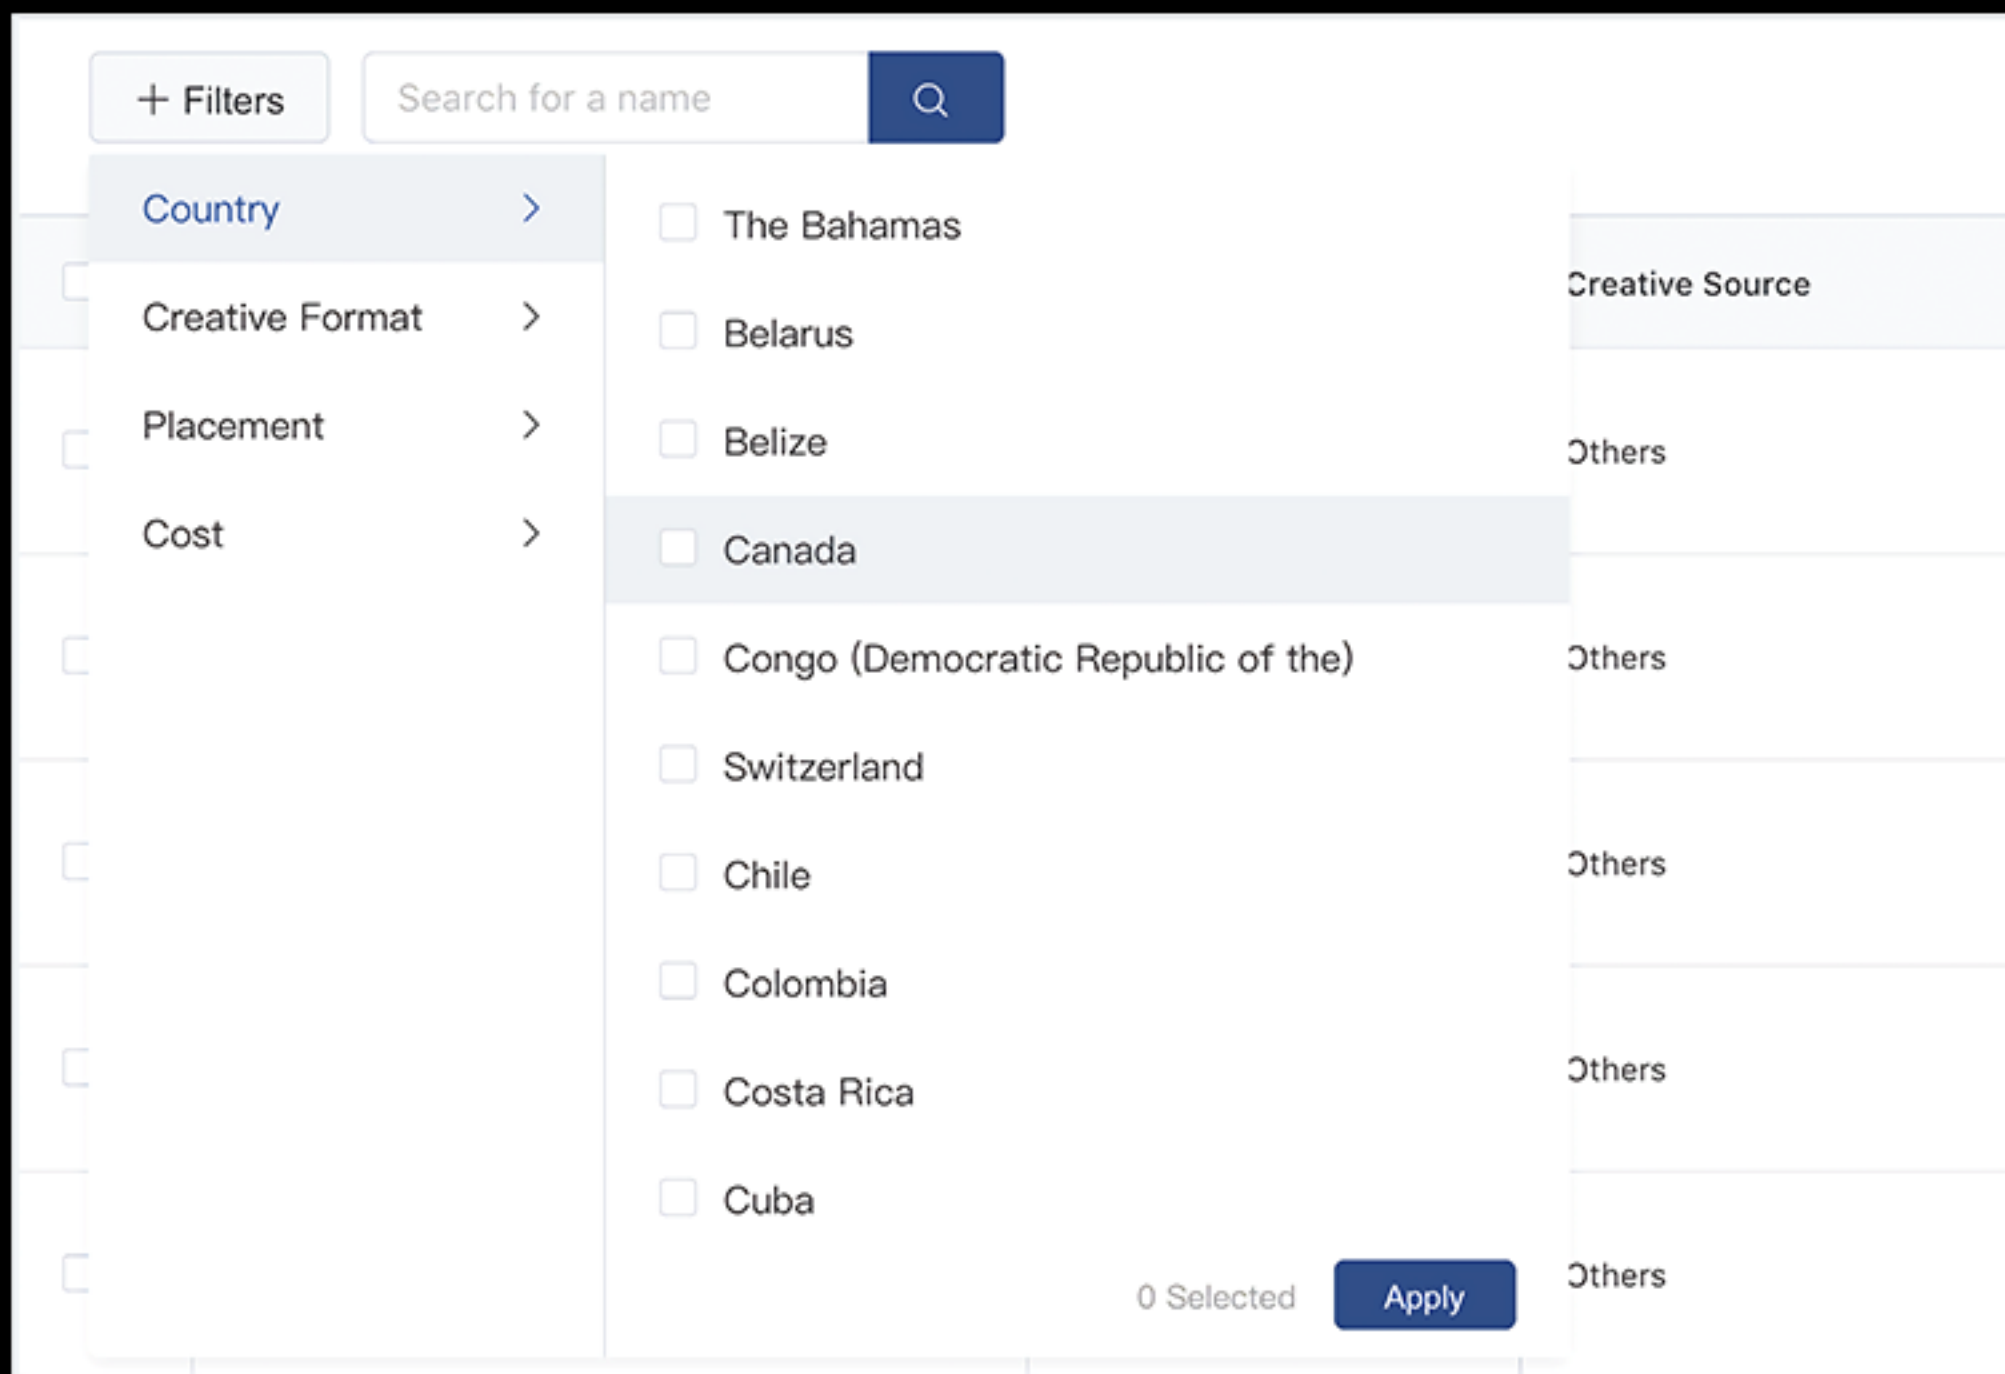 + Filters
Search for a name
Country
Creative Format
Placement
Cost
The Bahamas
Belarus
Belize
Canada
Congo (Democratic Republic of the)
Switzerland
Chile
Colombia
Costa Rica
Cuba
0 Selected
Apply
Creative Source
Others
Others
Others
Others
Others